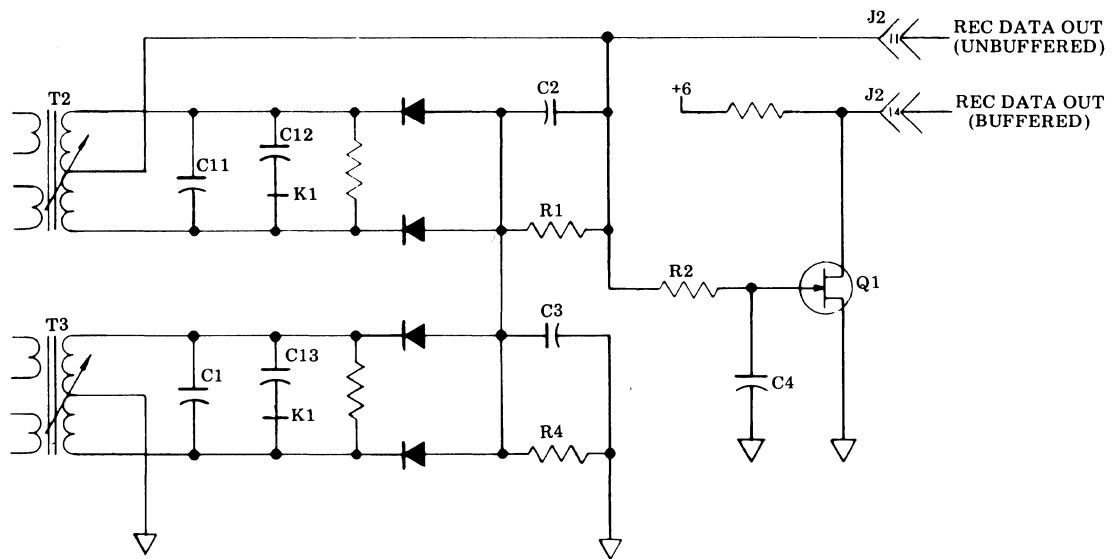 J2
11
REC DATA OUT
(UNBUFFERED)
T2
C2
+6
J2
14
REC DATA OUT
(BUFFERED)
C12
C11
K1
R1
R2
Q1
T3
C3
C13
C1
C4
K1
R4